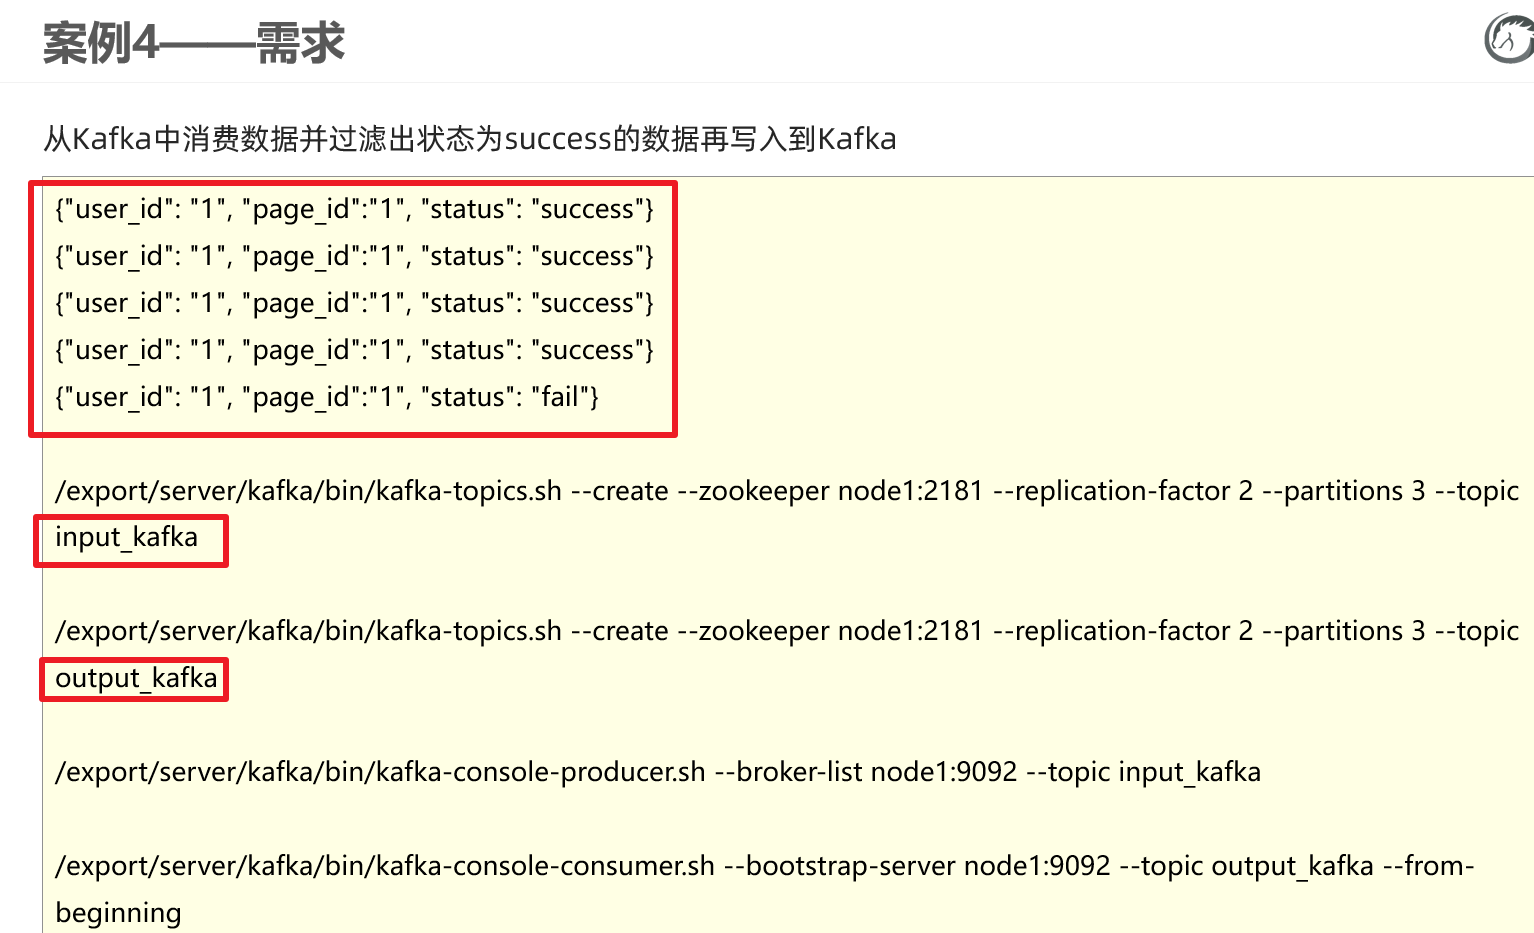 案例4——需求
从Kafka中消费数据并过滤出状态为success的数据再写入到Kafka
{"user_id": "1", "page_id":"1", "status": "success"}
{"user_id": "1", "page_id":"1", "status": "success"}
{"user_id": "1", "page_id":"1", "status": "success"}
{"user_id": "1", "page_id":"1", "status": "success"}
{"user_id": "1", "page_id":"1", "status": "fail"}
/export/server/kafka/bin/kafka-topics.sh --create --zookeeper node1:2181 --replication-factor 2 --partitions 3 --topic
input_kafka
/export/server/kafka/bin/kafka-topics.sh --create --zookeeper node1:2181 --replication-factor 2 --partitions 3 --topic
output_kafka
/export/server/kafka/bin/kafka-console-producer.sh --broker-list node1:9092 --topic input_kafka
/export/server/kafka/bin/kafka-console-consumer.sh --bootstrap-server node1:9092 --topic output_kafka --from-
beginning